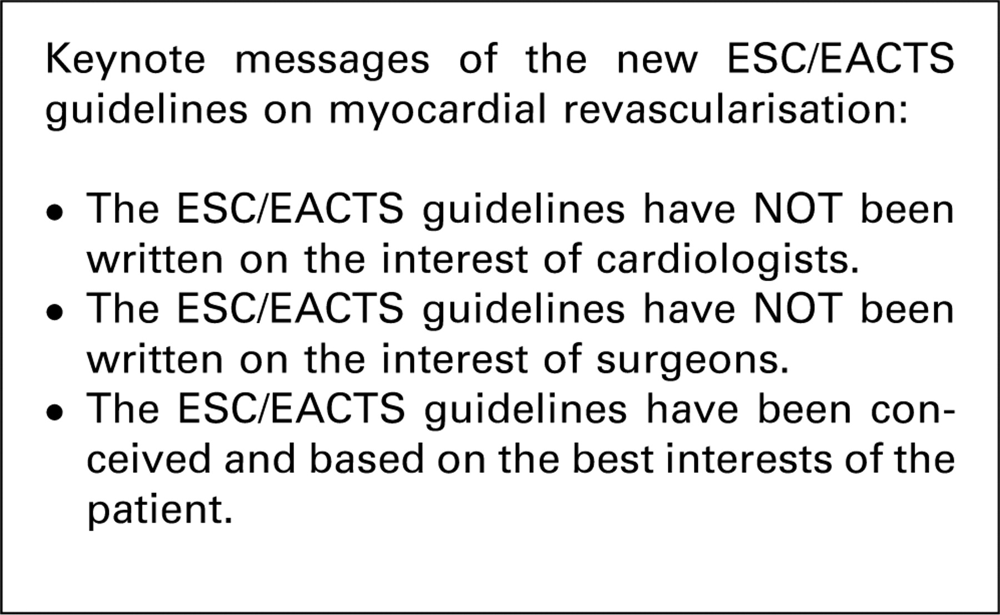 Keynote messages of the new ESC/EACTS
guidelines on myocardial revascularisation:
● The ESC/EACTS guidelines have NOT been
written on the interest of cardiologists.
● The ESC/EACTS guidelines have NOT been
written on the interest of surgeons.
● The ESC/EACTS guidelines have been con-
ceived and based on the best interests of the
patient.